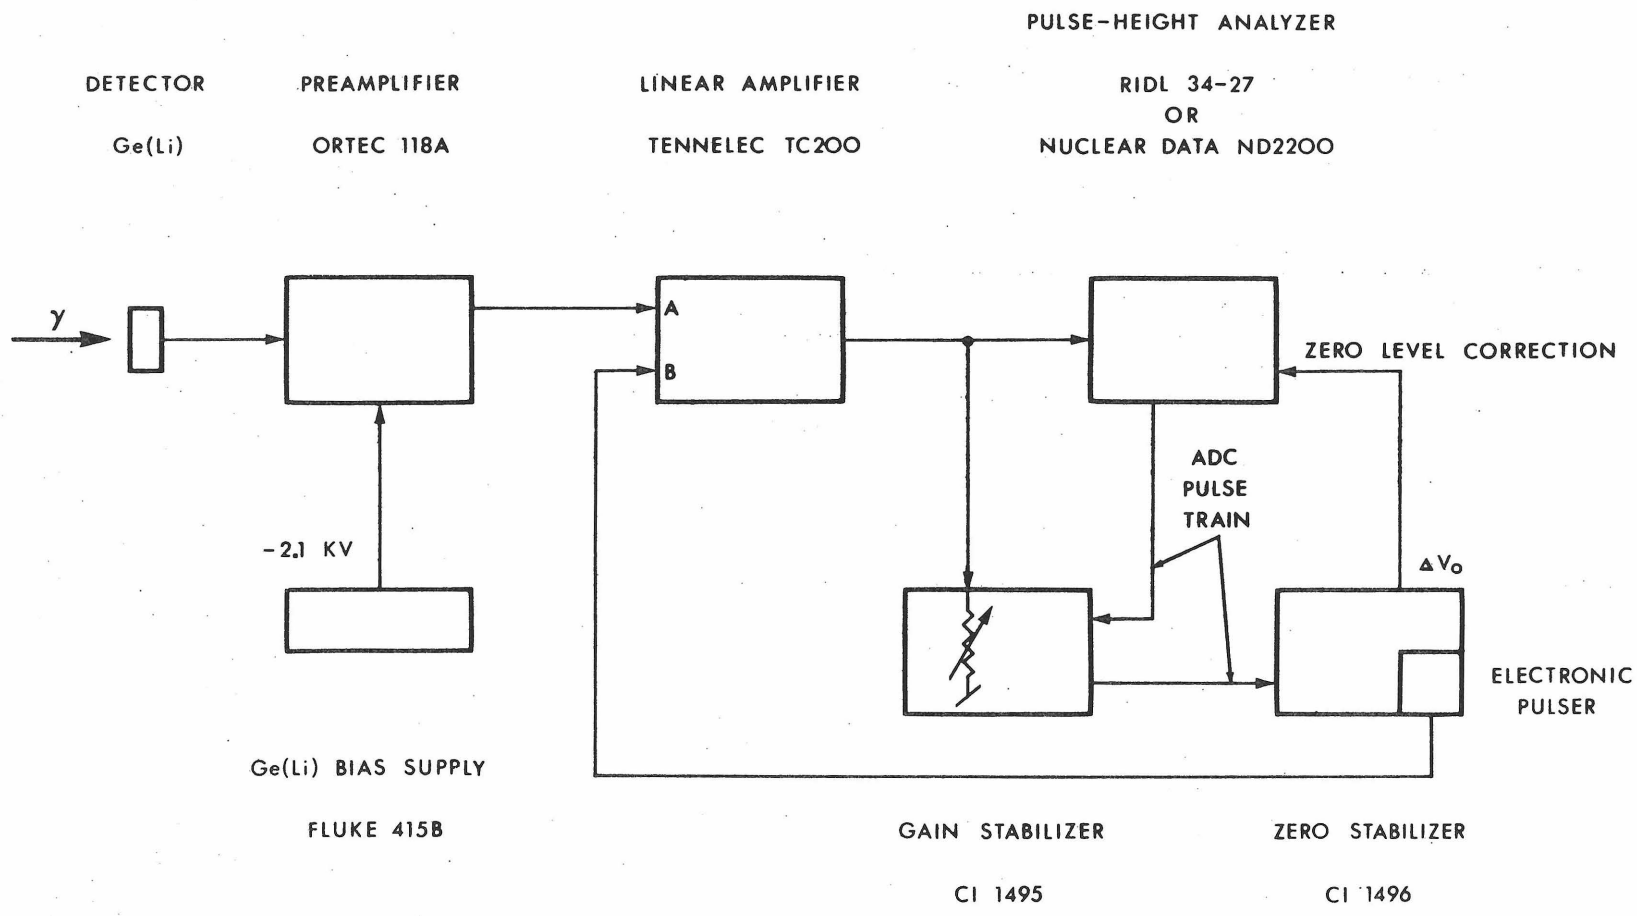 PULSE-HEIGHT ANALYZER
DETECTOR
PREAMPLIFIER
LINEAR AMPLIFIER
RIDL 34-27
OR
Ge(Li)
ORTEC 118A
TENNELEC TC200
NUCLEAR DATA ND2200
γ
A
B
ZERO LEVEL CORRECTION
ADC
PULSE
TRAIN
-2.1 KV
ΔVo
ELECTRONIC
PULSER
Ge(Li) BIAS SUPPLY
FLUKE 415B
GAIN STABILIZER
ZERO STABILIZER
CI 1495
CI 1496